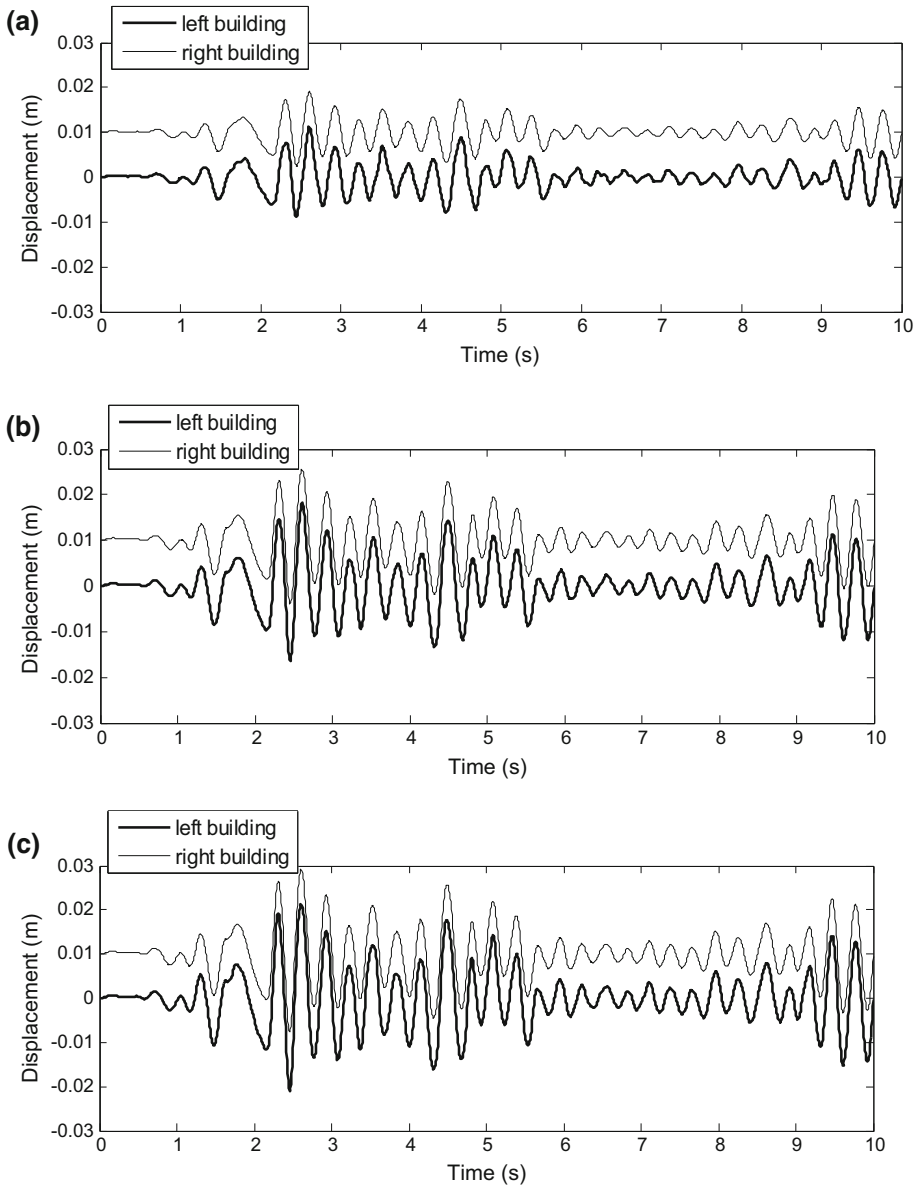 (a)
left building
right building
0.03
0.02
0.01
0
-0.01
-0.02
-0.03
Displacement (m)
0 1 2 3 4 5 6 7 8 9 10
Time (s)
(b)
left building
right building
0.03
0.02
0.01
0
-0.01
-0.02
-0.03
Displacement (m)
0 1 2 3 4 5 6 7 8 9 10
Time (s)
(c)
left building
right building
0.03
0.02
0.01
0
-0.01
-0.02
-0.03
Displacement (m)
0 1 2 3 4 5 6 7 8 9 10
Time (s)